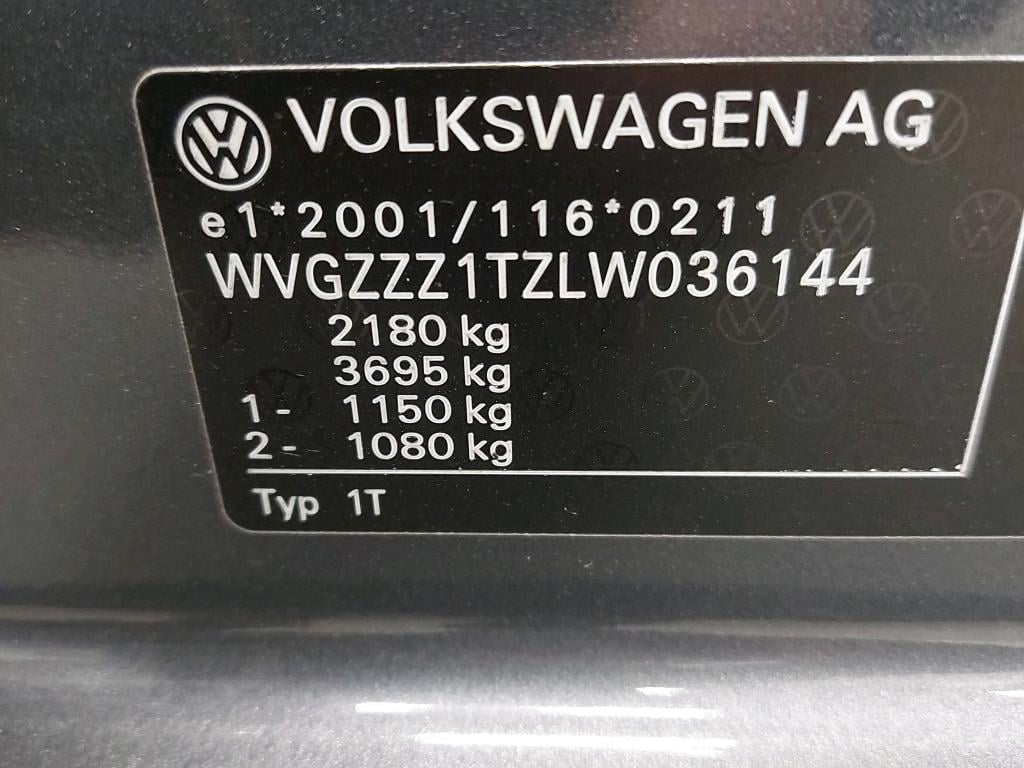 VOLKSWAGEN AG
e1*2001/116*0211
WVGZZZ1TZLW036144
2180 kg
3695 kg
1- 1150 kg
2- 1080 kg
Typ 1T